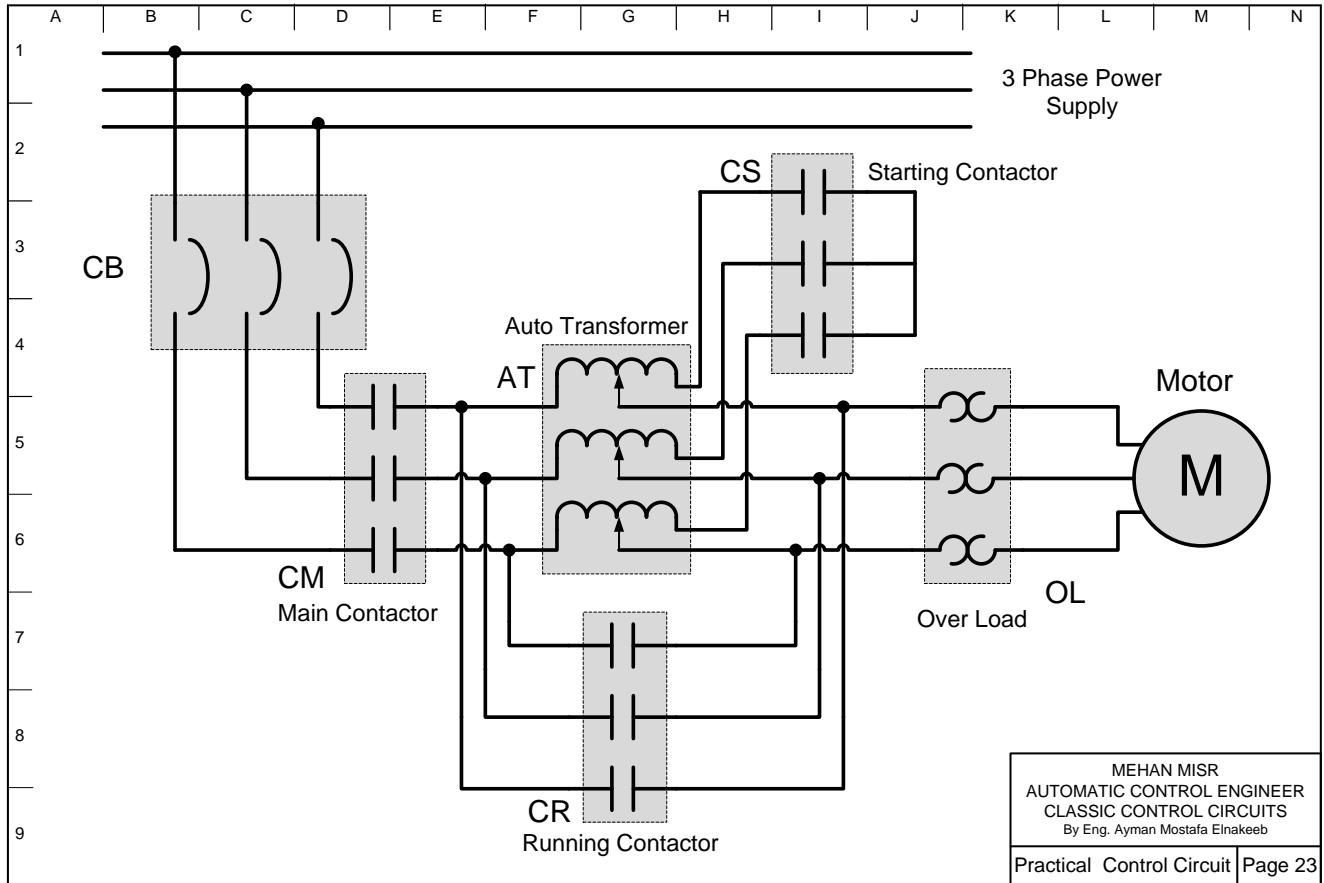 A B C D E F G H I J K L M N
1
3 Phase Power
Supply
2
CS
Starting Contactor
3
CB
4
Auto Transformer
AT
Motor
5
M
6
CM
Main Contactor
OL
Over Load
7
8
CR
Running Contactor
9
MEHAN MISR
AUTOMATIC CONTROL ENGINEER
CLASSIC CONTROL CIRCUITS
By Eng. Ayman Mostafa Elnakeeb
Practical Control Circuit Page 23